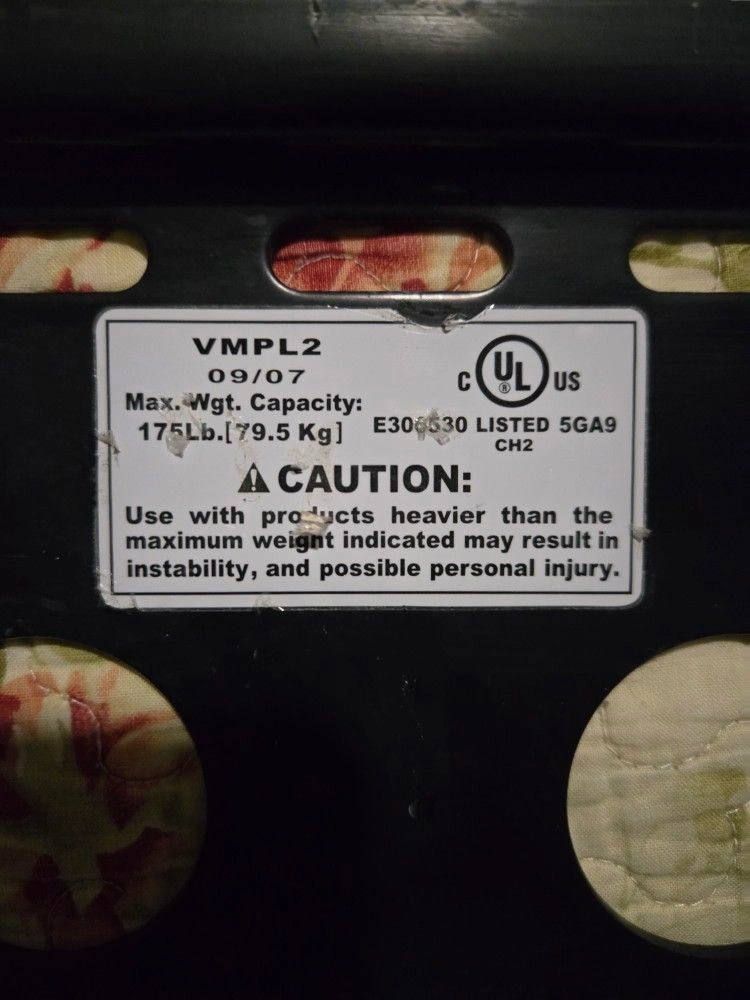 VMPL2
09/07
Max. Wgt. Capacity:
175Lb.[79.5 Kg]
C UL® US
E306530 LISTED 5GA9
CH2
CAUTION:
Use with products heavier than the
maximum weight indicated may result in
instability, and possible personal injury.